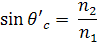 sin θ′c = n2/n1